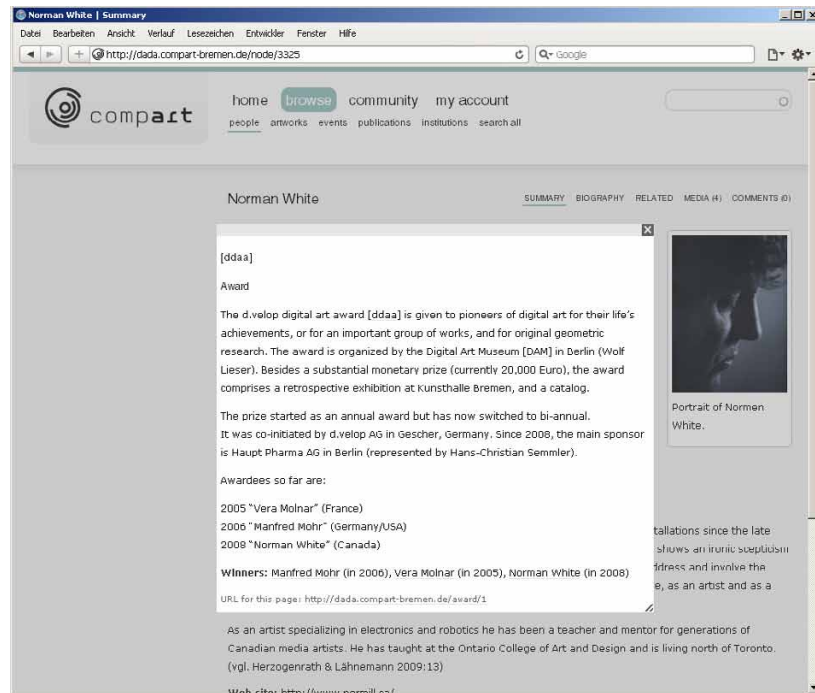 Norman White | Summary
Datei Bearbeiten Ansicht Verlauf Lesezeichen Entwickler Fenster Hilfe
http://dada.compart-bremen.de/node/3325
Google
compart
home browse community my account
people artworks events publications institutions search all
Norman White
SUMMARY BIOGRAPHY RELATED MEDIA (4) COMMENTS (0)
[ddaa]
Award
The d.velop digital art award [ddaa] is given to pioneers of digital art for their life's
achievements, or for an important group of works, and for original geometric
research. The award is organized by the Digital Art Museum [DAM] in Berlin (Wolf
Lieser). Besides a substantial monetary prize (currently 20,000 Euro), the award
comprises a retrospective exhibition at Kunsthalle Bremen, and a catalog.
The prize started as an annual award but has now switched to bi-annual.
It was co-initiated by d.velop AG in Gescher, Germany. Since 2008, the main sponsor
is Haupt Pharma AG in Berlin (represented by Hans-Christian Semmler).
Awardees so far are:
2005 "Vera Molnar" (France)
2006 "Manfred Mohr" (Germany/USA)
2008 "Norman White" (Canada)
Winners: Manfred Mohr (in 2006), Vera Molnar (in 2005), Norman White (in 2008)
URL for this page: http://dada.compart-bremen.de/award/1
Portrait of Normen
White.
tallations since the late
shows an ironic scepticism
ddress and involve the
e, as an artist and as a
As an artist specializing in electronics and robotics he has been a teacher and mentor for generations of
Canadian media artists. He has taught at the Ontario College of Art and Design and is living north of Toronto.
(vgl. Herzogenrath & Lähnemann 2009:13)
Web site: http://www.normill.ca/